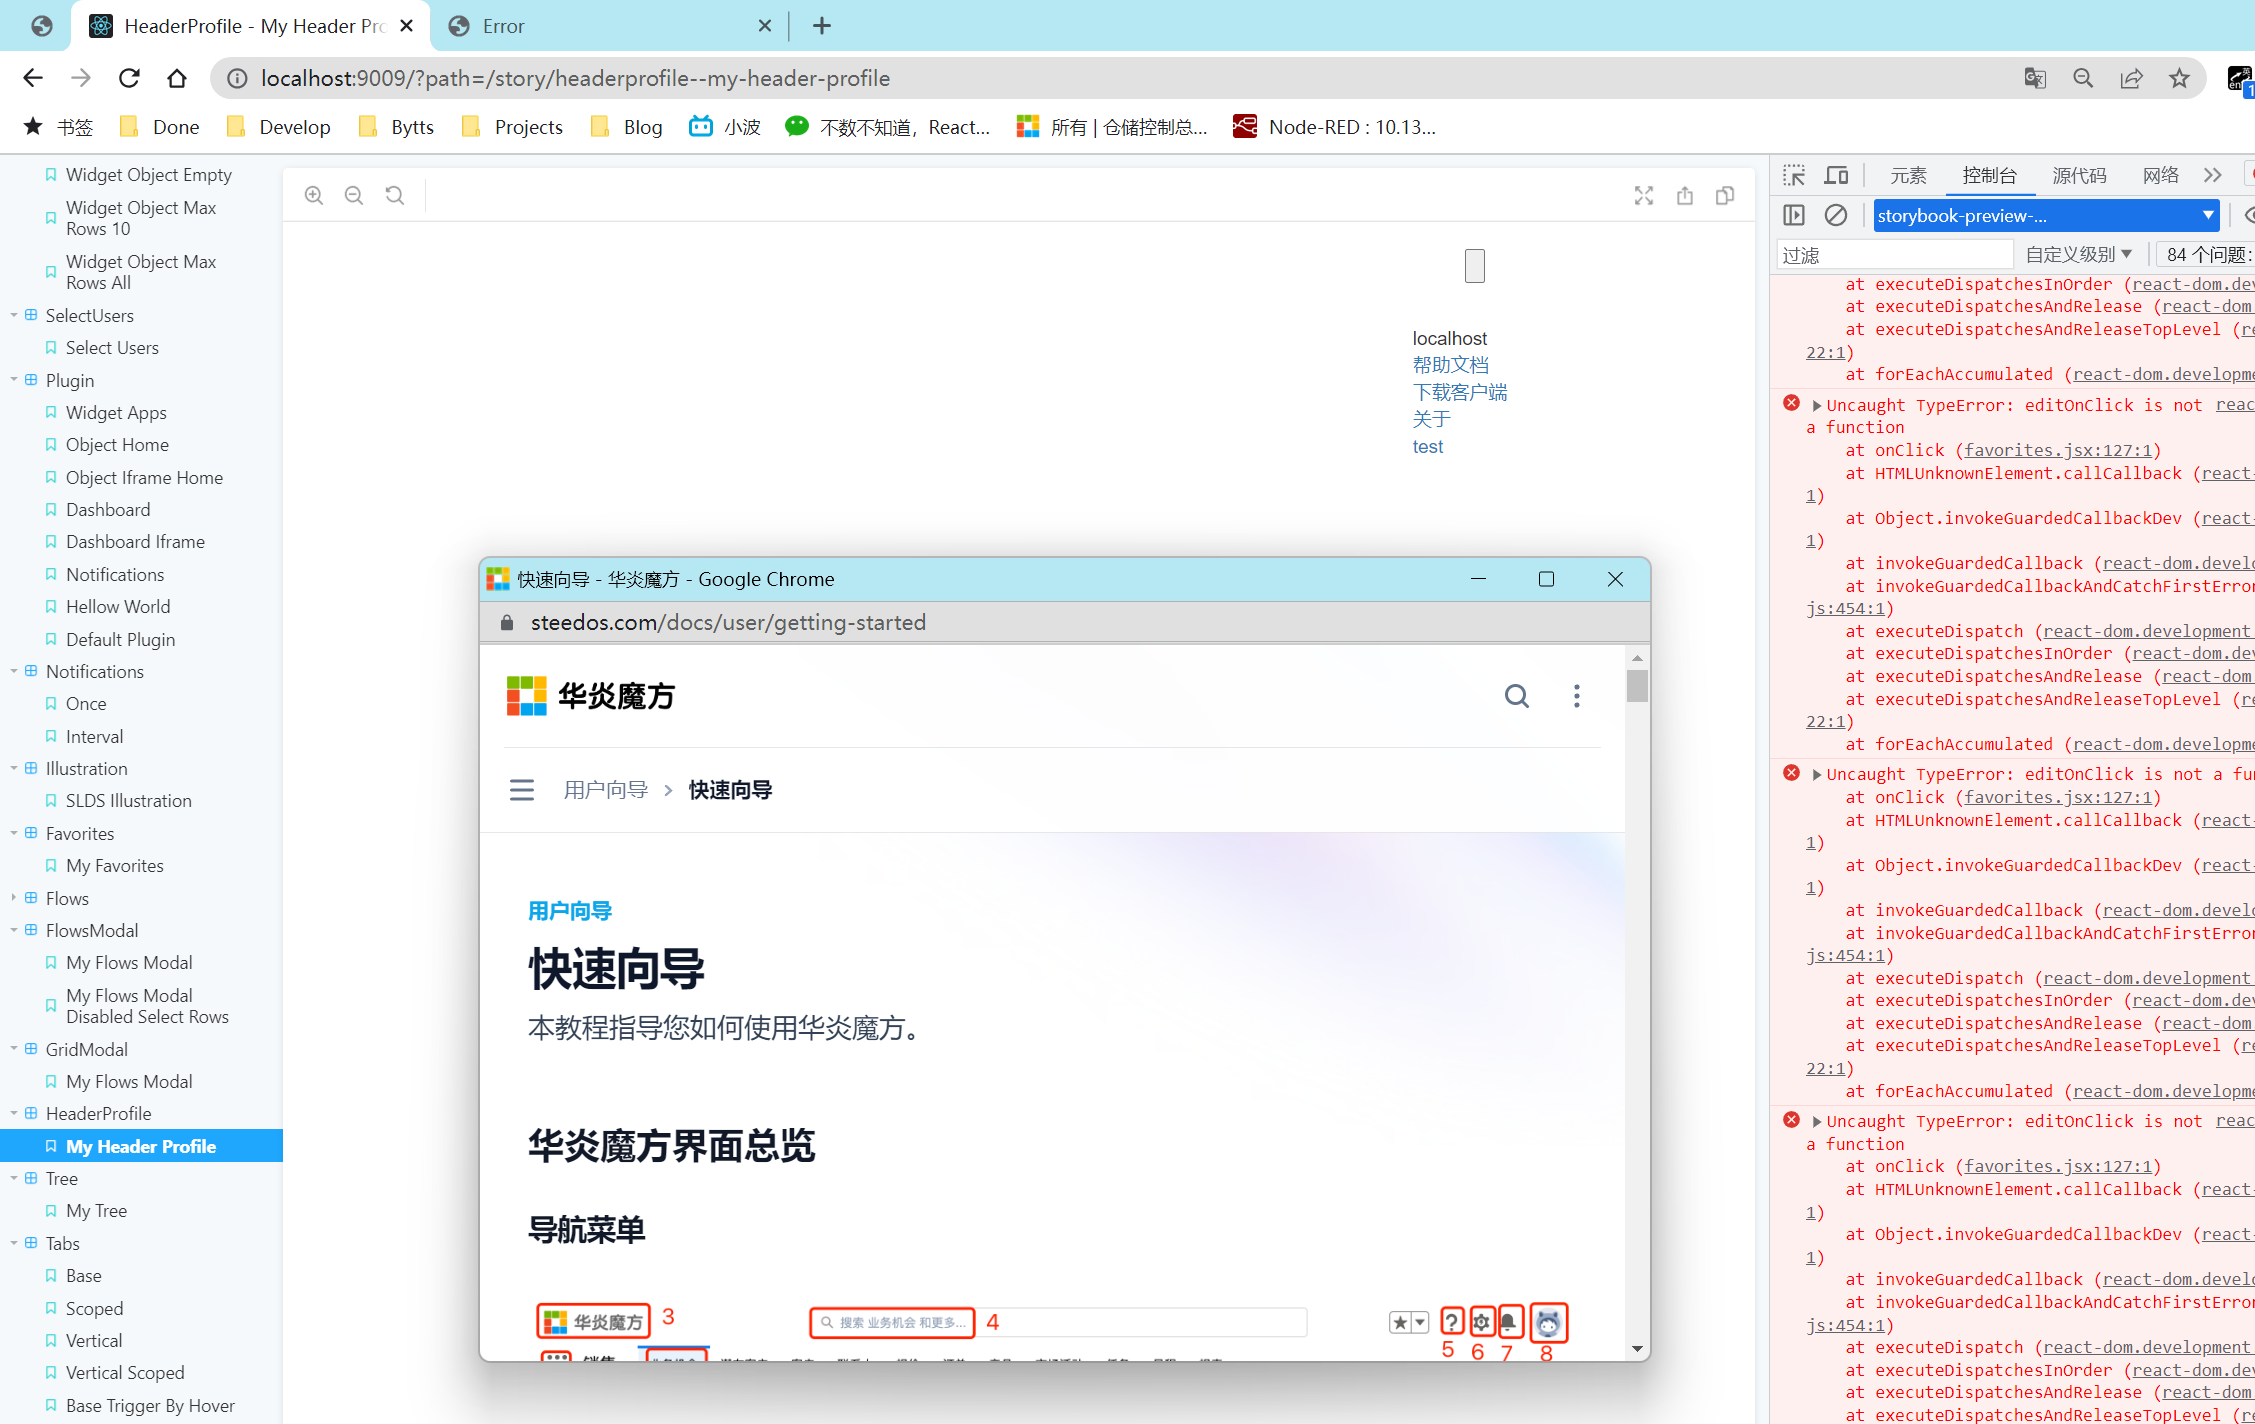 HeaderProfile - My Header Pro
Error
localhost:9009/?path=/story/headerprofile--my-header-profile
书签
Done
Develop
Bytts
Projects
Blog
小波
不数不知道，React...
所有 | 仓储控制总...
Node-RED : 10.13...
Widget Object Empty
Widget Object Max
Rows 10
Widget Object Max
Rows All
SelectUsers
Select Users
Plugin
Widget Apps
Object Home
Object Iframe Home
Dashboard
Dashboard Iframe
Notifications
Hellow World
Default Plugin
Notifications
Once
Interval
Illustration
SLDS Illustration
Favorites
My Favorites
Flows
FlowsModal
My Flows Modal
My Flows Modal
Disabled Select Rows
GridModal
My Flows Modal
HeaderProfile
My Header Profile
Tree
My Tree
Tabs
Base
Scoped
Vertical
Vertical Scoped
Base Trigger By Hover
localhost
帮助文档
下载客户端
关于
test
快速向导 - 华炎魔方 - Google Chrome
steedos.com/docs/user/getting-started
华炎魔方
用户向导 > 快速向导
用户向导
快速向导
本教程指导您如何使用华炎魔方。
华炎魔方界面总览
导航菜单
华炎魔方 3
搜索 业务机会 和更多... 4
5 6 7 8
元素 控制台 源代码 网络
storybook-preview-...
过滤 自定义级别 84 个问题:
at executeDispatchesInOrder (react-dom.dev
at executeDispatchesAndRelease (react-dom.
at executeDispatchesAndReleaseTopLevel (re
22:1)
at forEachAccumulated (react-dom.developme
Uncaught TypeError: editOnClick is not reac
a function
at onClick (favorites.jsx:127:1)
at HTMLUnknownElement.callCallback (react-
1)
at Object.invokeGuardedCallbackDev (react-
1)
at invokeGuardedCallback (react-dom.develo
at invokeGuardedCallbackAndCatchFirstError
js:454:1)
at executeDispatch (react-dom.development.
at executeDispatchesInOrder (react-dom.dev
at executeDispatchesAndRelease (react-dom.
at executeDispatchesAndReleaseTopLevel (re
22:1)
at forEachAccumulated (react-dom.developme
Uncaught TypeError: editOnClick is not a fun
at onClick (favorites.jsx:127:1)
at HTMLUnknownElement.callCallback (react-
1)
at Object.invokeGuardedCallbackDev (react-
1)
at invokeGuardedCallback (react-dom.develo
at invokeGuardedCallbackAndCatchFirstError
js:454:1)
at executeDispatch (react-dom.development.
at executeDispatchesInOrder (react-dom.dev
at executeDispatchesAndRelease (react-dom.
at executeDispatchesAndReleaseTopLevel (re
22:1)
at forEachAccumulated (react-dom.developme
Uncaught TypeError: editOnClick is not reac
a function
at onClick (favorites.jsx:127:1)
at HTMLUnknownElement.callCallback (react-
1)
at Object.invokeGuardedCallbackDev (react-
1)
at invokeGuardedCallback (react-dom.develo
at invokeGuardedCallbackAndCatchFirstError
js:454:1)
at executeDispatch (react-dom.development.
at executeDispatchesInOrder (react-dom.dev
at executeDispatchesAndRelease (react-dom.
at executeDispatchesAndReleaseTopLevel (re